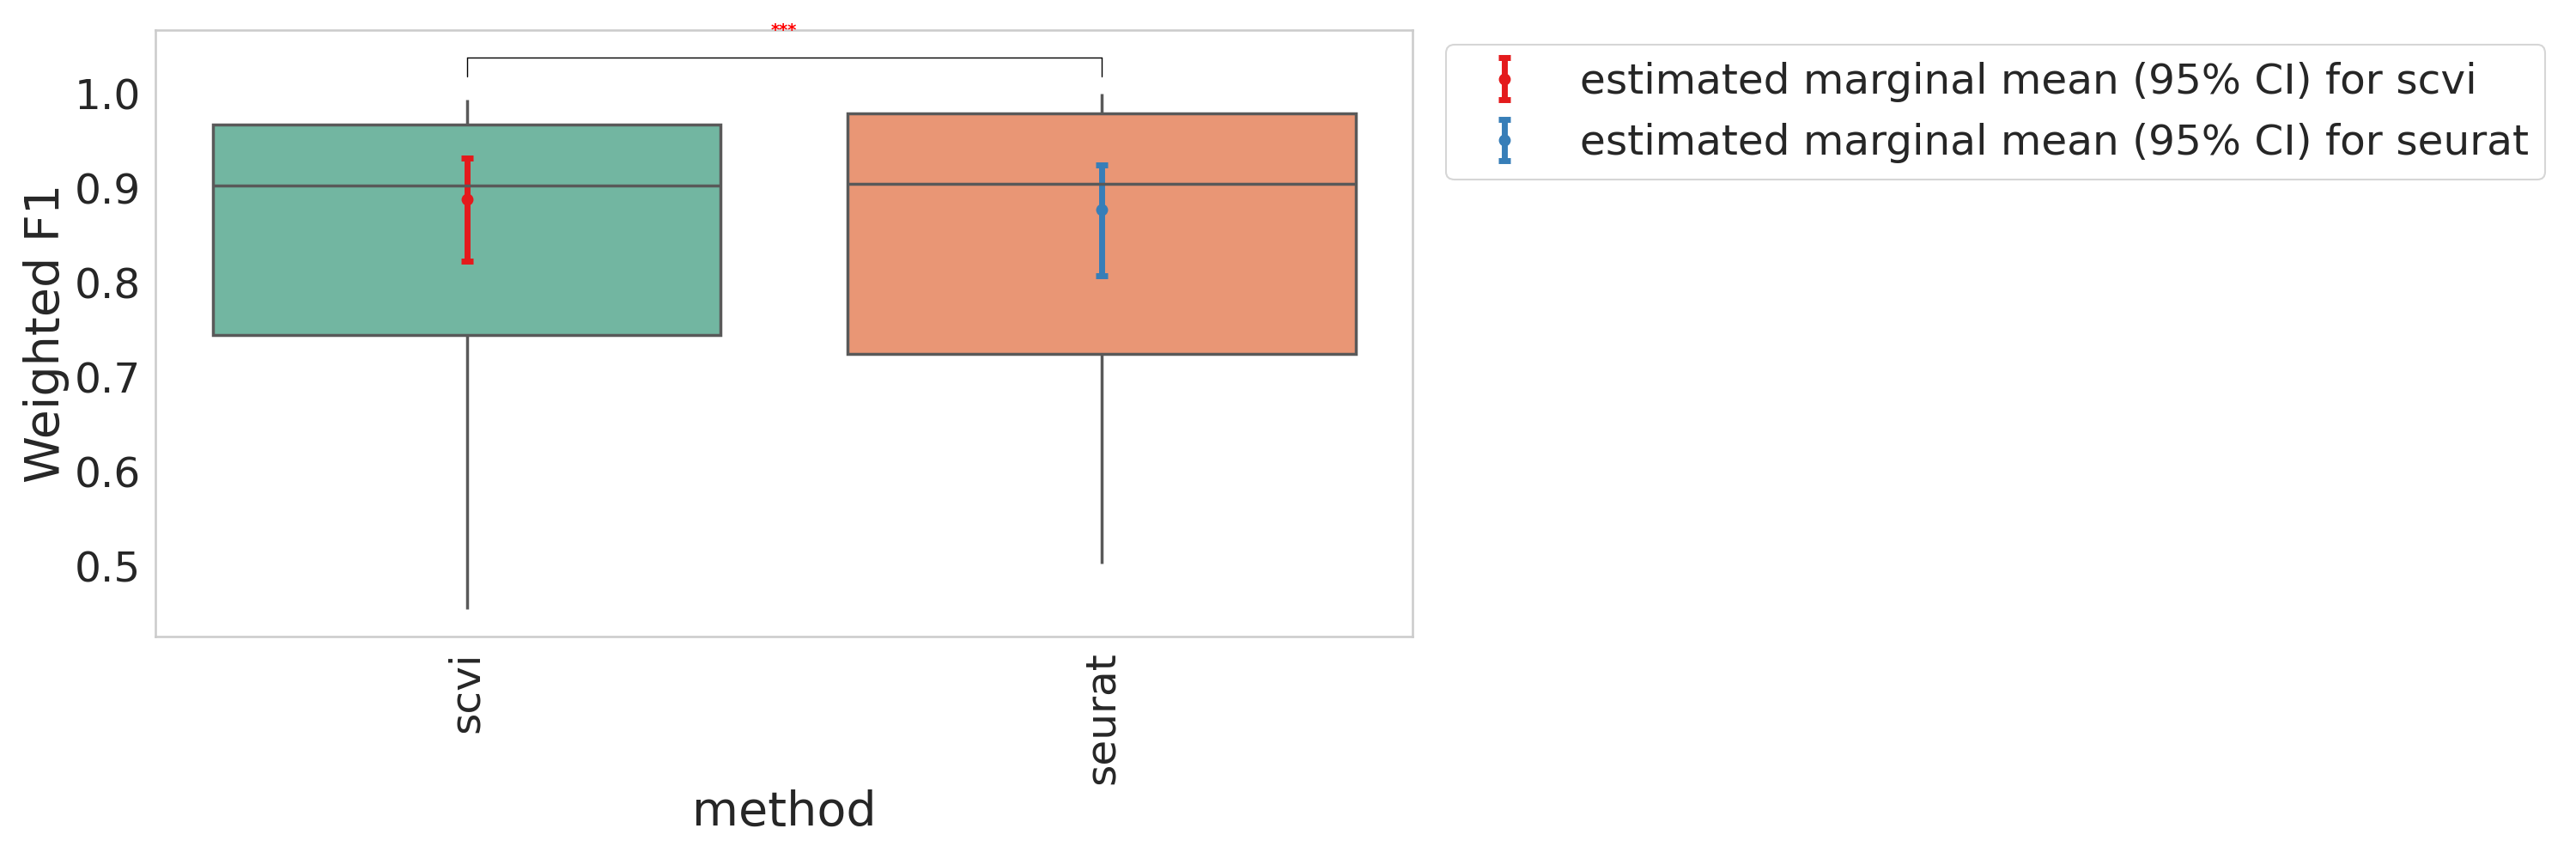 ***
1.0
0.9
0.8
0.7
0.6
0.5
Weighted F1
scvi
seurat
method
estimated marginal mean (95% CI) for scvi
estimated marginal mean (95% CI) for seurat